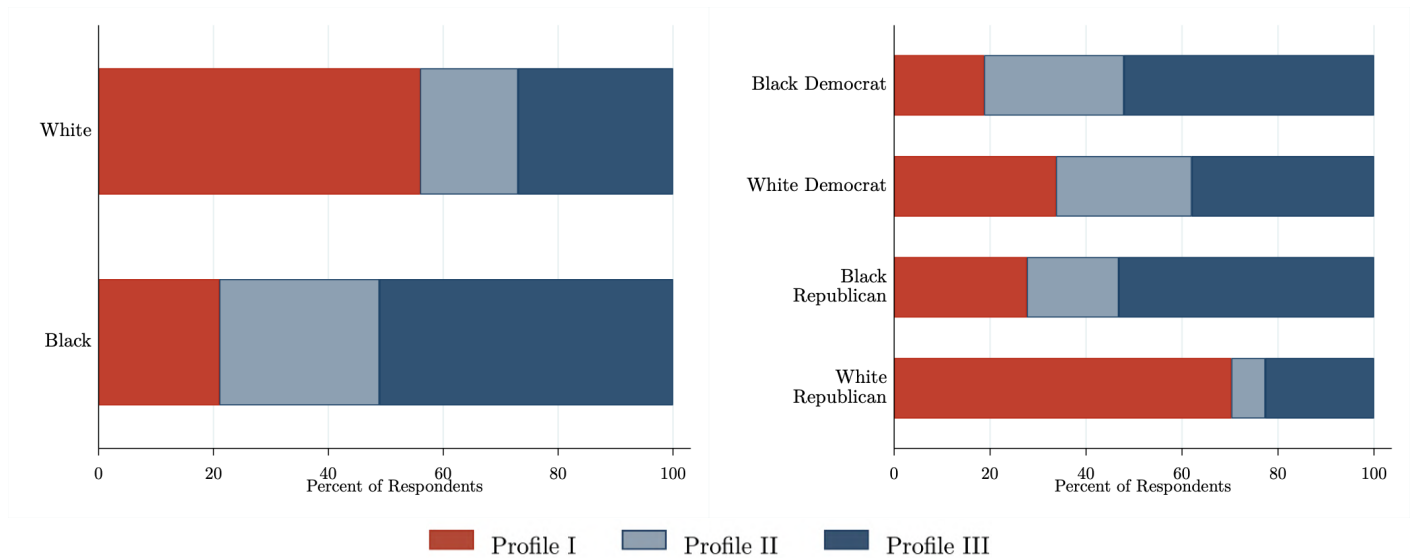 White
Black
0 20 40 60 80 100
Percent of Respondents
Black Democrat
White Democrat
Black
Republican
White
Republican
0 20 40 60 80 100
Percent of Respondents
Profile I Profile II Profile III